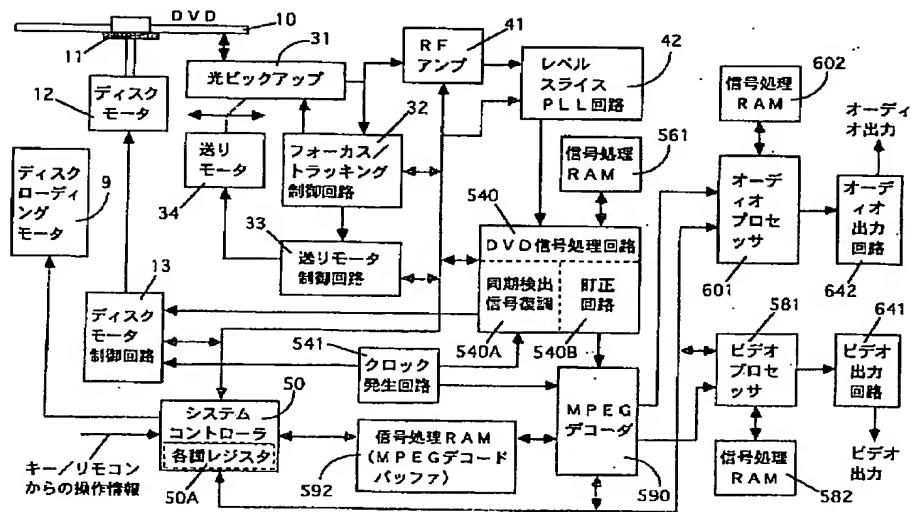 DVD
10
11
31
光ピックアップ
41
RF
アンプ
42
レベル
スライス
PLL回路
12
ディスク
モータ
32
フォーカス/
トラッキング
制御回路
送り
モータ
34
信号処理
RAM
561
信号処理
RAM
602
オーディ
オ出力
ディスク
ローディ
ング
モータ
9
33
送りモータ
制御回路
540
DVD信号処理回路
同期検出
信号復調
訂正
回路
540A
540B
オーディ
オプロセ
ッサ
601
オーデ
ィオ
出力
回路
642
13
ディスク
モータ
制御回路
541
クロック
発生回路
581
ビデオ
プロセ
ッサ
641
ビデオ
出力
回路
50
システム
コントローラ
各種レジスタ
50A
キー/リモコン
からの操作情報
信号処理RAM
(MPEGデコード
バッファ)
592
MPEG
デコーダ
590
信号処理
RAM
582
ビデオ
出力